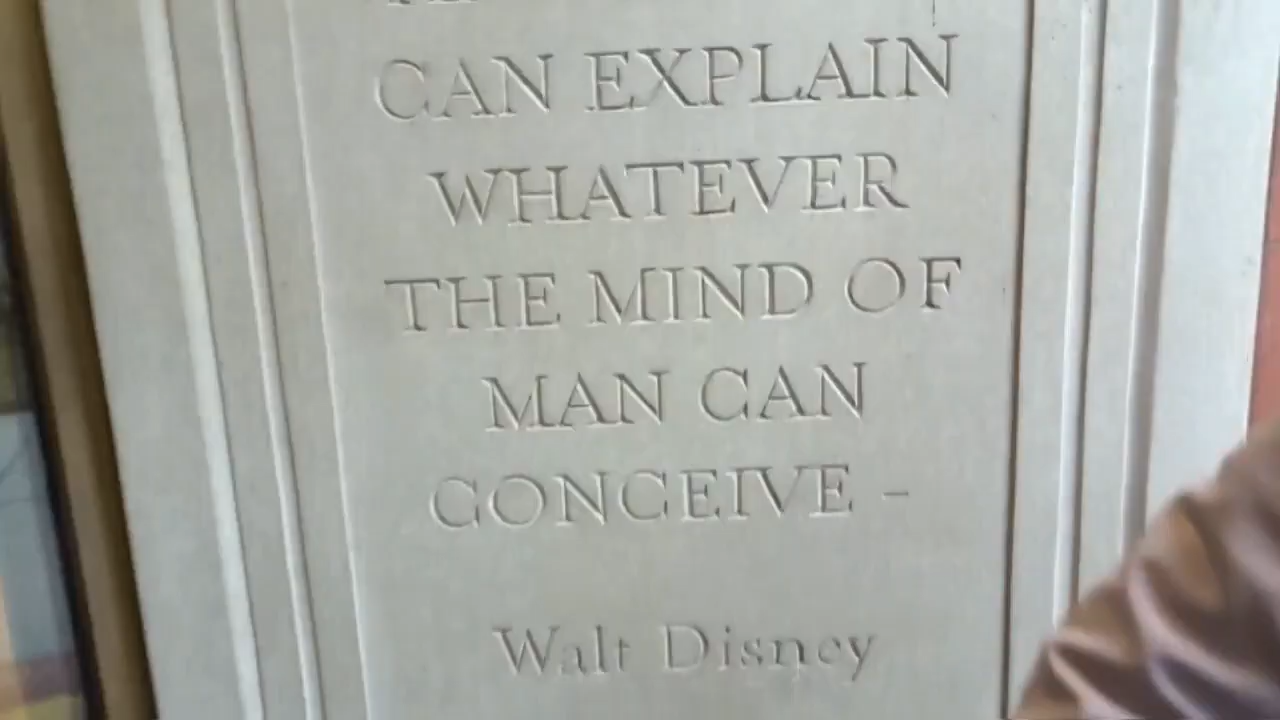 CAN EXPLAIN
WHATEVER
THE MIND OF
MAN CAN
CONCEIVE -
Walt Disney